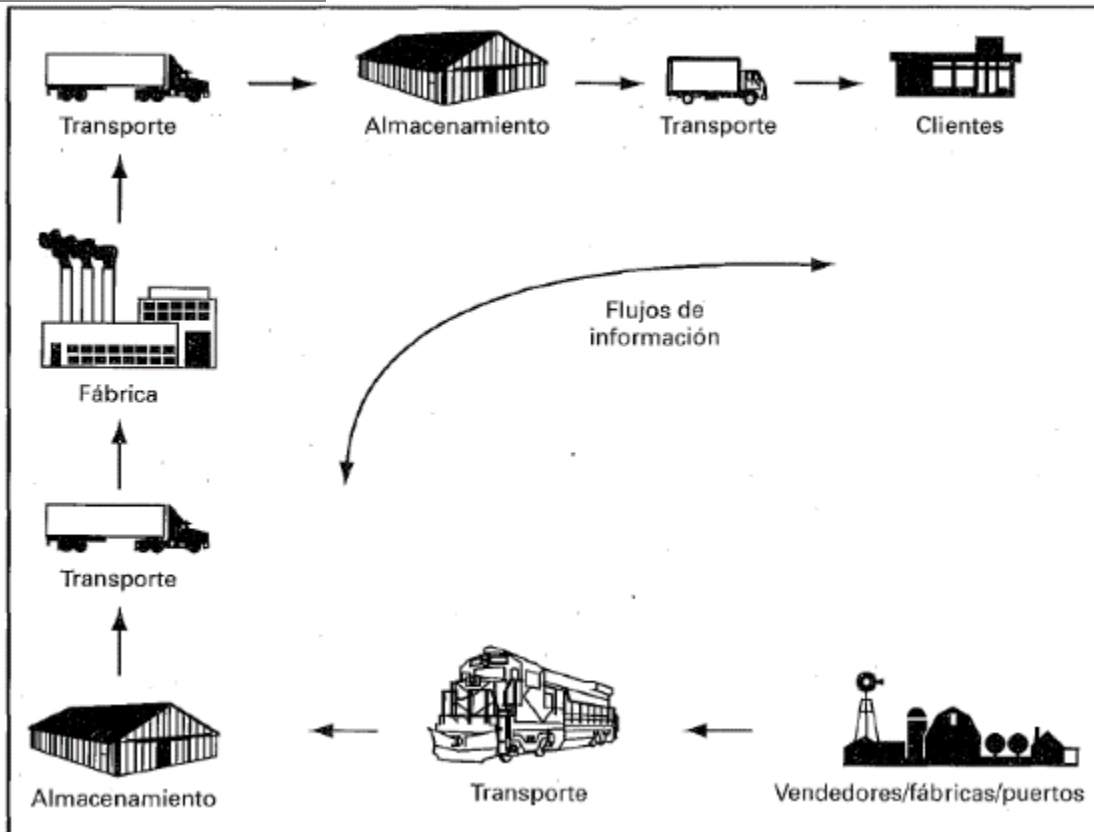 Transporte
Almacenamiento
Transporte
Clientes
Flujos de
información
Fábrica
Transporte
Almacenamiento
Transporte
Vendedores/fábricas/puertos